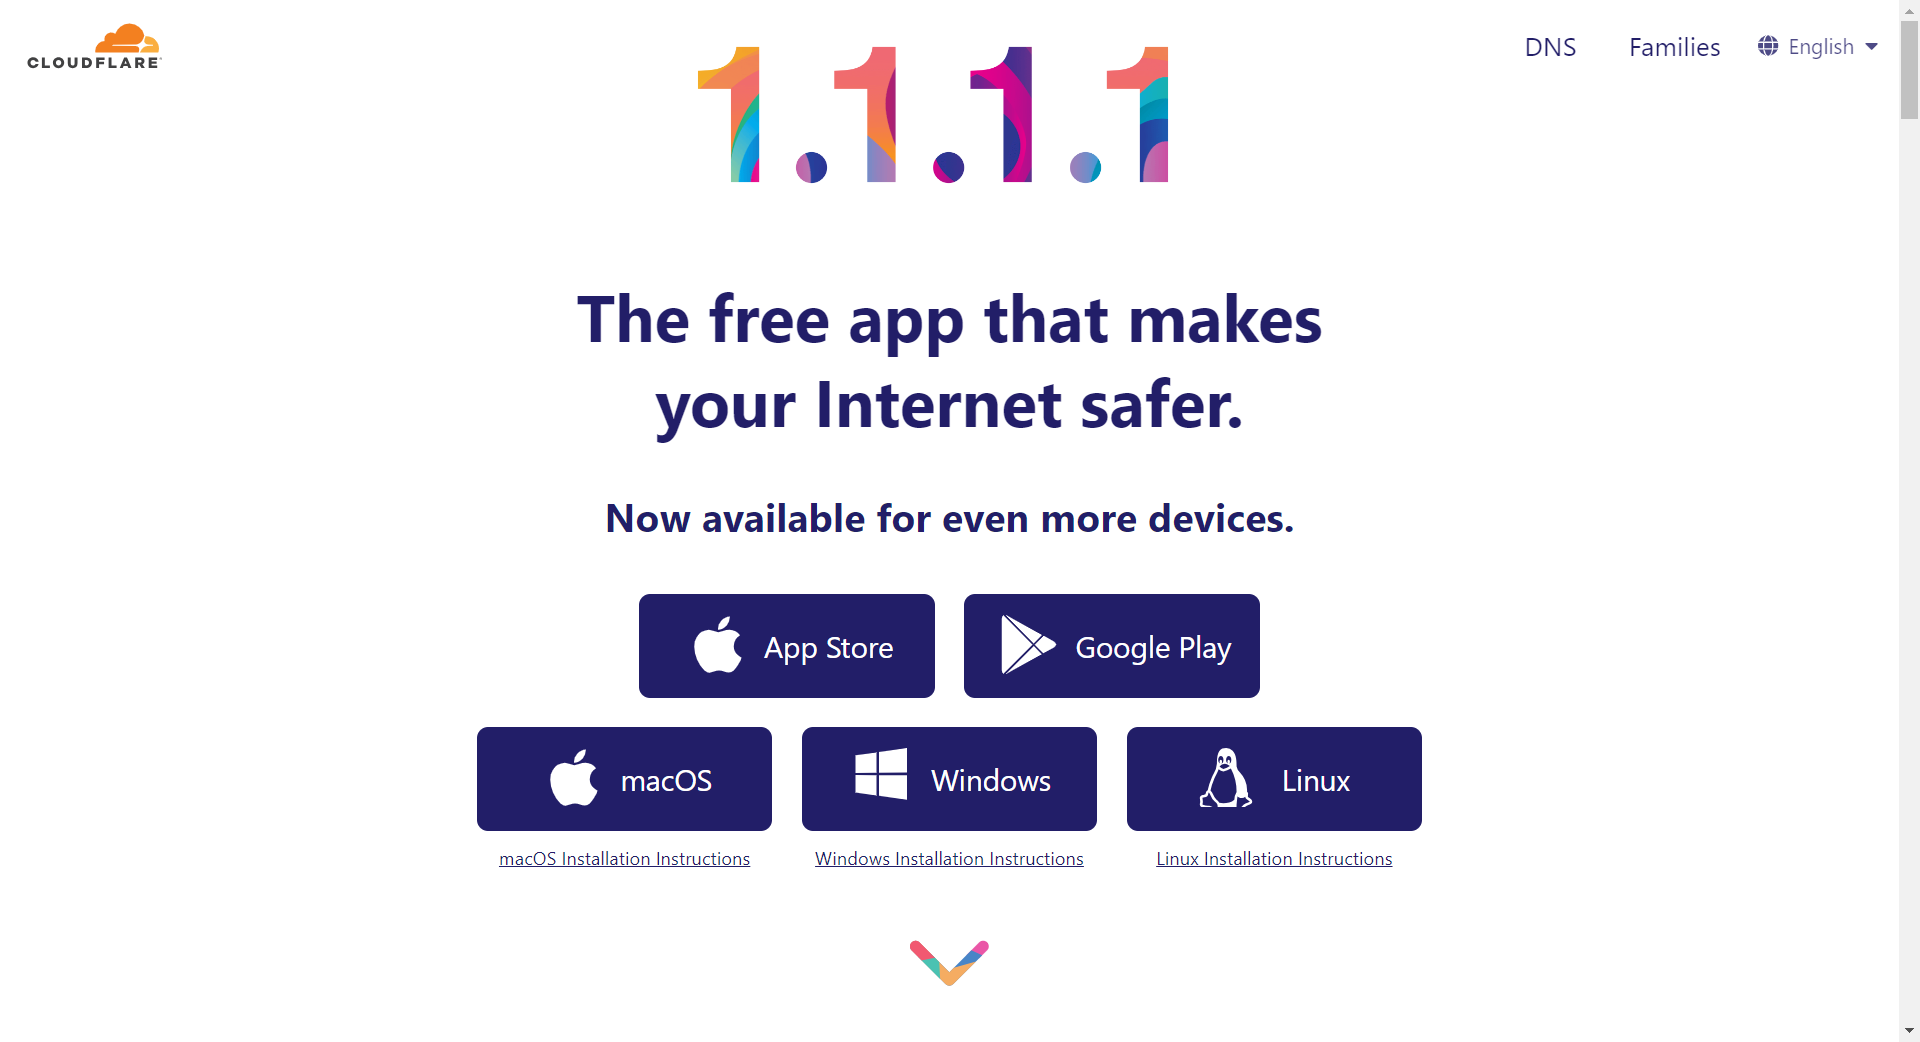 CLOUDFLARE
1.1.1.1
DNS
Families
English
The free app that makes
your Internet safer.
Now available for even more devices.
App Store
Google Play
macOS
Windows
Linux
macOS Installation Instructions
Windows Installation Instructions
Linux Installation Instructions